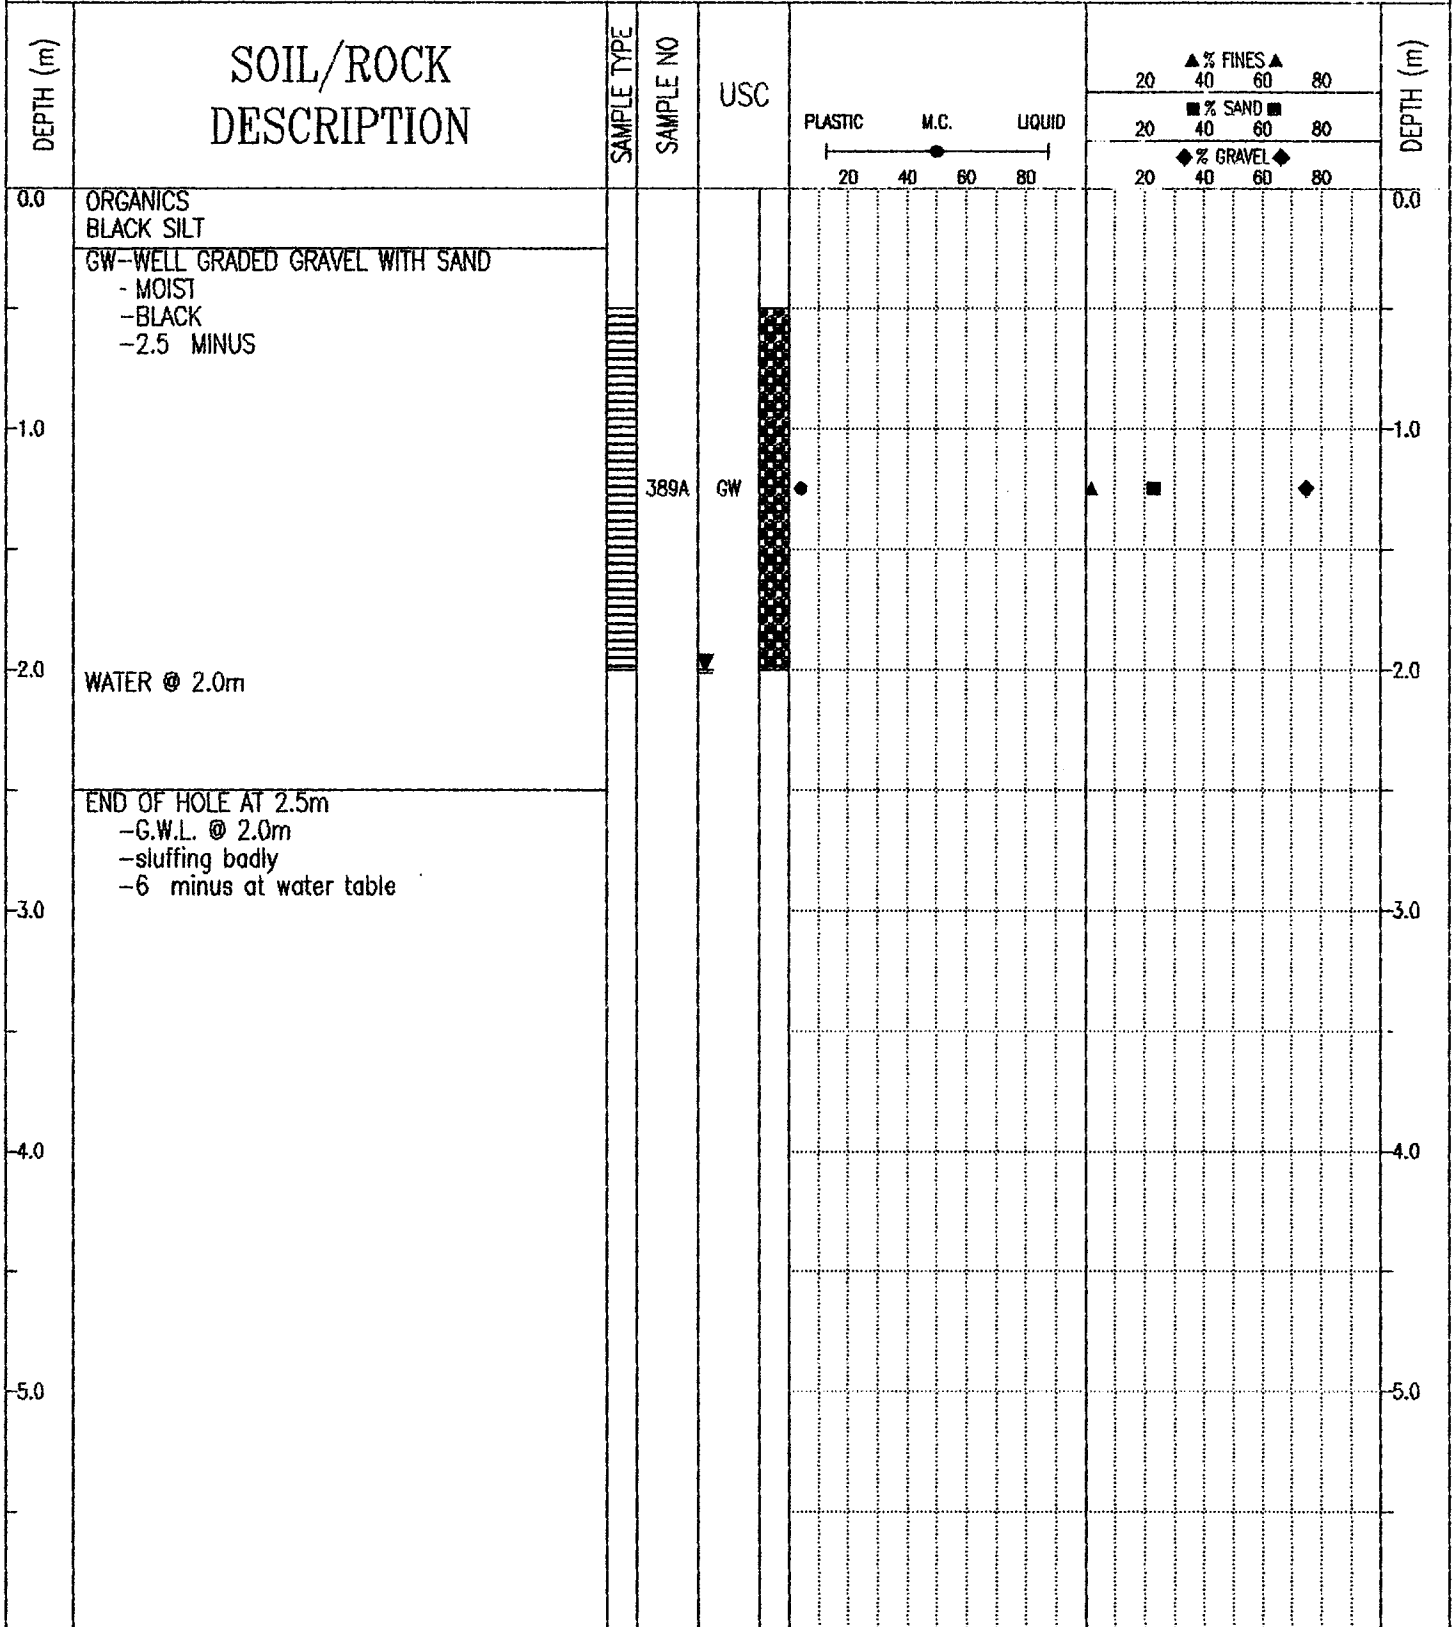 DEPTH (m)
SOIL/ROCK
DESCRIPTION
SAMPLE TYPE
SAMPLE NO
USC
PLASTIC M.C. LIQUID
20 40 60 80
▲ % FINES ▲
20 40 60 80
■ % SAND ■
20 40 60 80
◆ % GRAVEL ◆
20 40 60 80
DEPTH (m)
0.0 ORGANICS 0.0
BLACK SILT
GW-WELL GRADED GRAVEL WITH SAND
- MOIST
-BLACK
-2.5 MINUS
1.0 1.0
389A GW
2.0 2.0
WATER @ 2.0m
END OF HOLE AT 2.5m
-G.W.L. @ 2.0m
-sluffing badly
-6 minus at water table
3.0 3.0
4.0 4.0
5.0 5.0